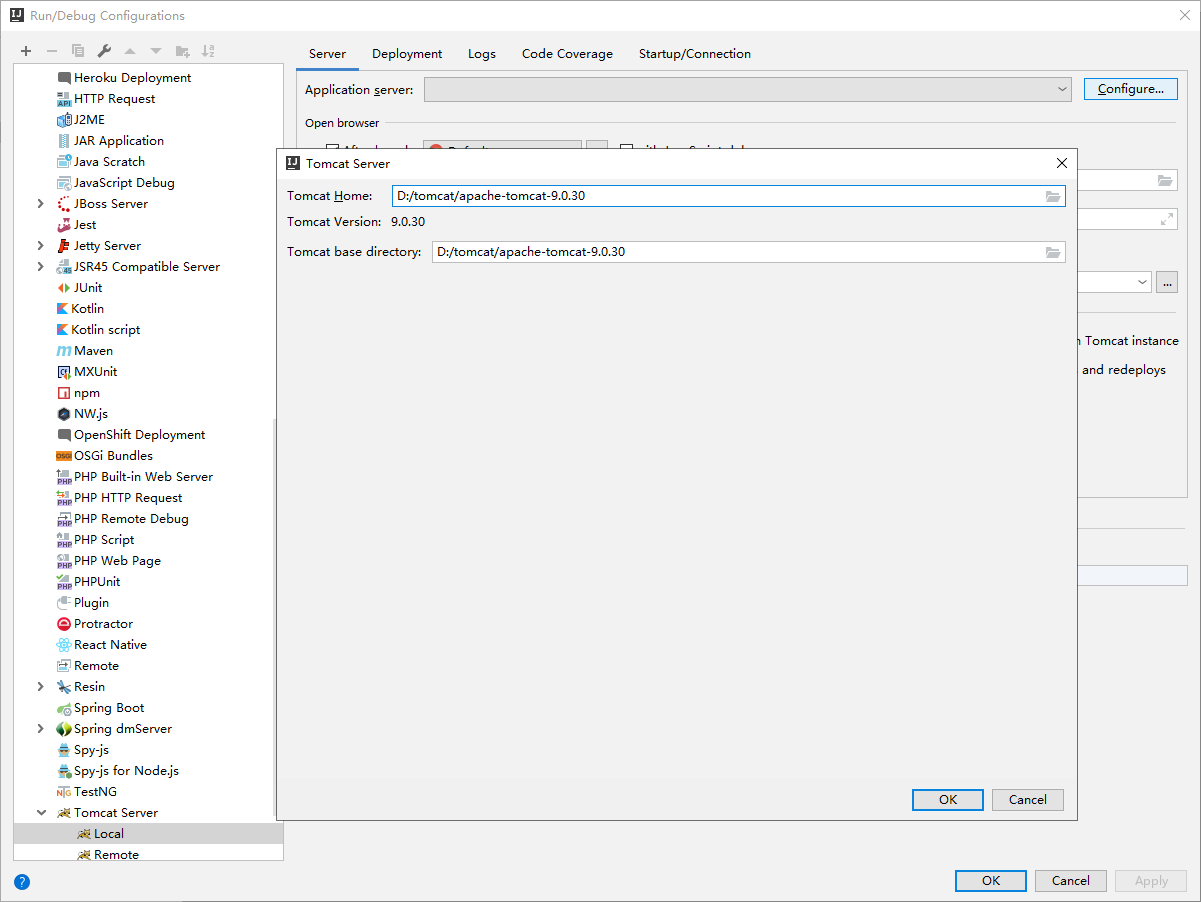 Run/Debug Configurations
Server Deployment Logs Code Coverage Startup/Connection
Application server: Configure...
Open browser
Heroku Deployment
HTTP Request
J2ME
JAR Application
Java Scratch
JavaScript Debug
JBoss Server
Jest
Jetty Server
JSR45 Compatible Server
JUnit
Kotlin
Kotlin script
Maven
MXUnit
npm
NW.js
OpenShift Deployment
OSGi Bundles
PHP Built-in Web Server
PHP HTTP Request
PHP Remote Debug
PHP Script
PHP Web Page
PHPUnit
Plugin
Protractor
React Native
Remote
Resin
Spring Boot
Spring dmServer
Spy-js
Spy-js for Node.js
TestNG
Tomcat Server
Local
Remote
Tomcat Server
Tomcat Home: D:/tomcat/apache-tomcat-9.0.30
Tomcat Version: 9.0.30
Tomcat base directory: D:/tomcat/apache-tomcat-9.0.30
OK Cancel
...
Tomcat instance
and redeploys
OK Cancel Apply